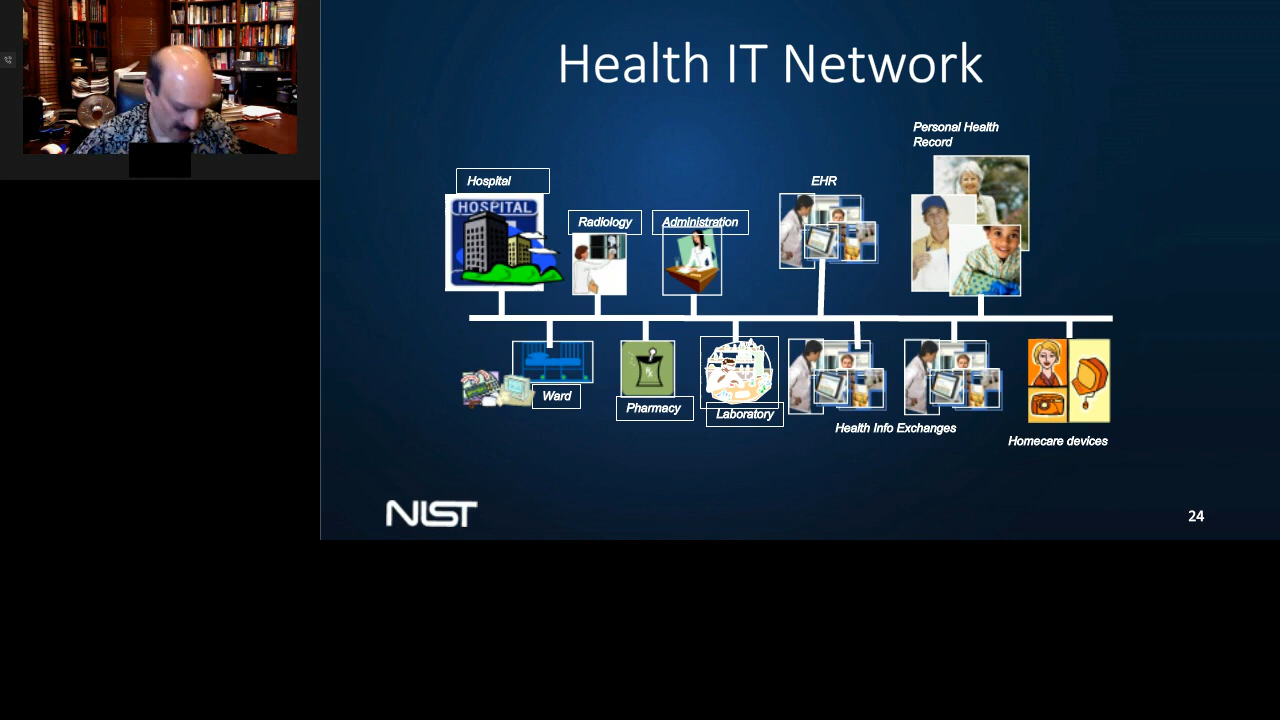 Health IT Network
Personal Health
Record
Hospital
EHR
HOSPITAL
Radiology
Administration
Ward
Pharmacy
Laboratory
Health Info Exchanges
Homecare devices
NIST
24